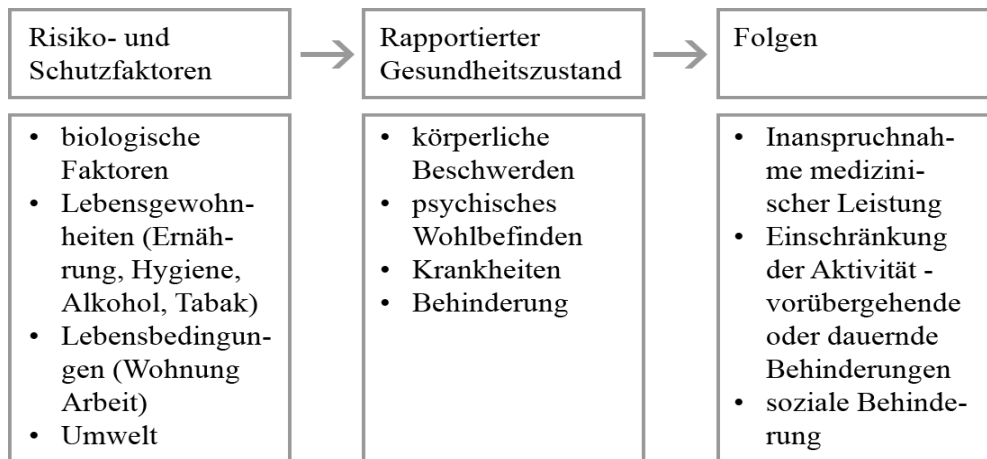 Risiko- und
Schutzfaktoren
Rapportierter
Gesundheitszustand
Folgen
• biologische
Faktoren
• Lebensgewohn-
heiten (Ernäh-
rung, Hygiene,
Alkohol, Tabak)
• Lebensbedingun-
gen (Wohnung
Arbeit)
• Umwelt
• körperliche
Beschwerden
• psychisches
Wohlbefinden
• Krankheiten
• Behinderung
• Inanspruchnah-
me medizini-
scher Leistung
• Einschränkung
der Aktivität -
vorübergehende
oder dauernde
Behinderungen
• soziale Behinde-
rung